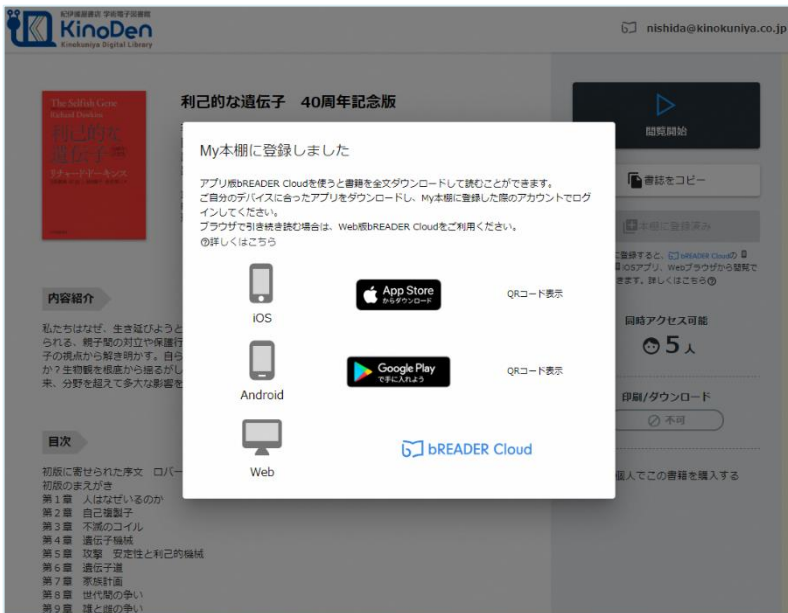 紀伊國屋書店 学術電子図書館
KinoDen
Kinokuniya Digital Library
nishida@kinokuniya.co.jp
The Selfish Gene
Richard Dawkins
利己的な
遺伝子
リチャード・ドーキンス
利己的な遺伝子 40周年記念版
閲覧開始
書誌をコピー
本棚に登録済み
に登録すると、bREADER Cloudの
iOSアプリ、Webブラウザから閲覧で
きます。詳しくはこちら
同時アクセス可能
5人
印刷/ダウンロード
不可
個人でこの書籍を購入する
My本棚に登録しました
アプリ版bREADER Cloudを使うと書籍を全文ダウンロードして読むことができます。
ご自分のデバイスに合ったアプリをダウンロードし、My本棚に登録した際のアカウントでログ
インしてください。
ブラウザで引き続き読む場合は、Web版bREADER Cloudをご利用ください。
詳しくはこちら
iOS
App Store
からダウンロード
QRコード表示
Android
Google Play
で手に入れよう
QRコード表示
Web
bREADER Cloud
内容紹介
私たちはなぜ、生き延びようと
られる、親子間の対立や保護行
子の視点から解き明かす。自ら
か?生物観を根底から揺るがし
来、分野を超えて多大な影響を
目次
初版に寄せられた序文 ロバー
初版のまえがき
第1章 人はなぜいるのか
第2章 自己複製子
第3章 不滅のコイル
第4章 遺伝子機械
第5章 攻撃 安定性と利己的機械
第6章 遺伝子道
第7章 家族計画
第8章 世代間の争い
第9章 雄と雌の争い